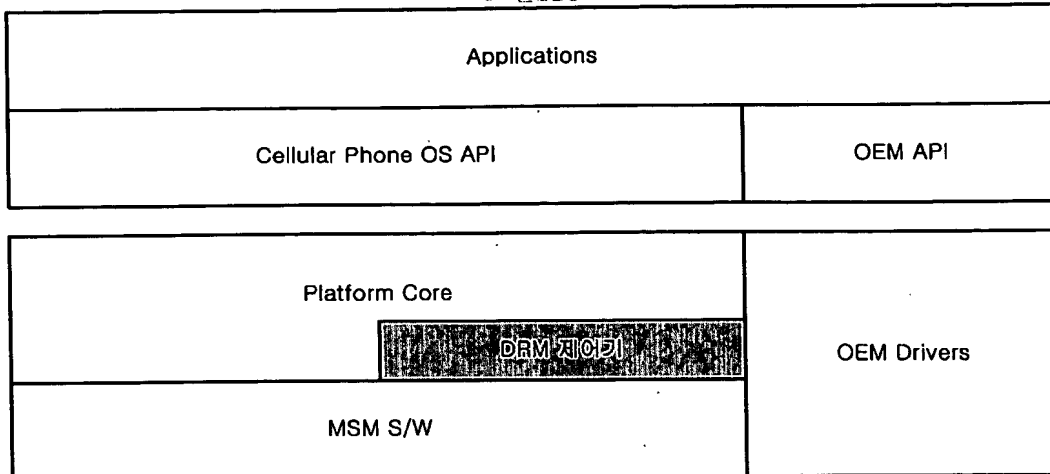 Applications
Cellular Phone OS API
OEM API
Platform Core
DRM 제어기
OEM Drivers
MSM S/W